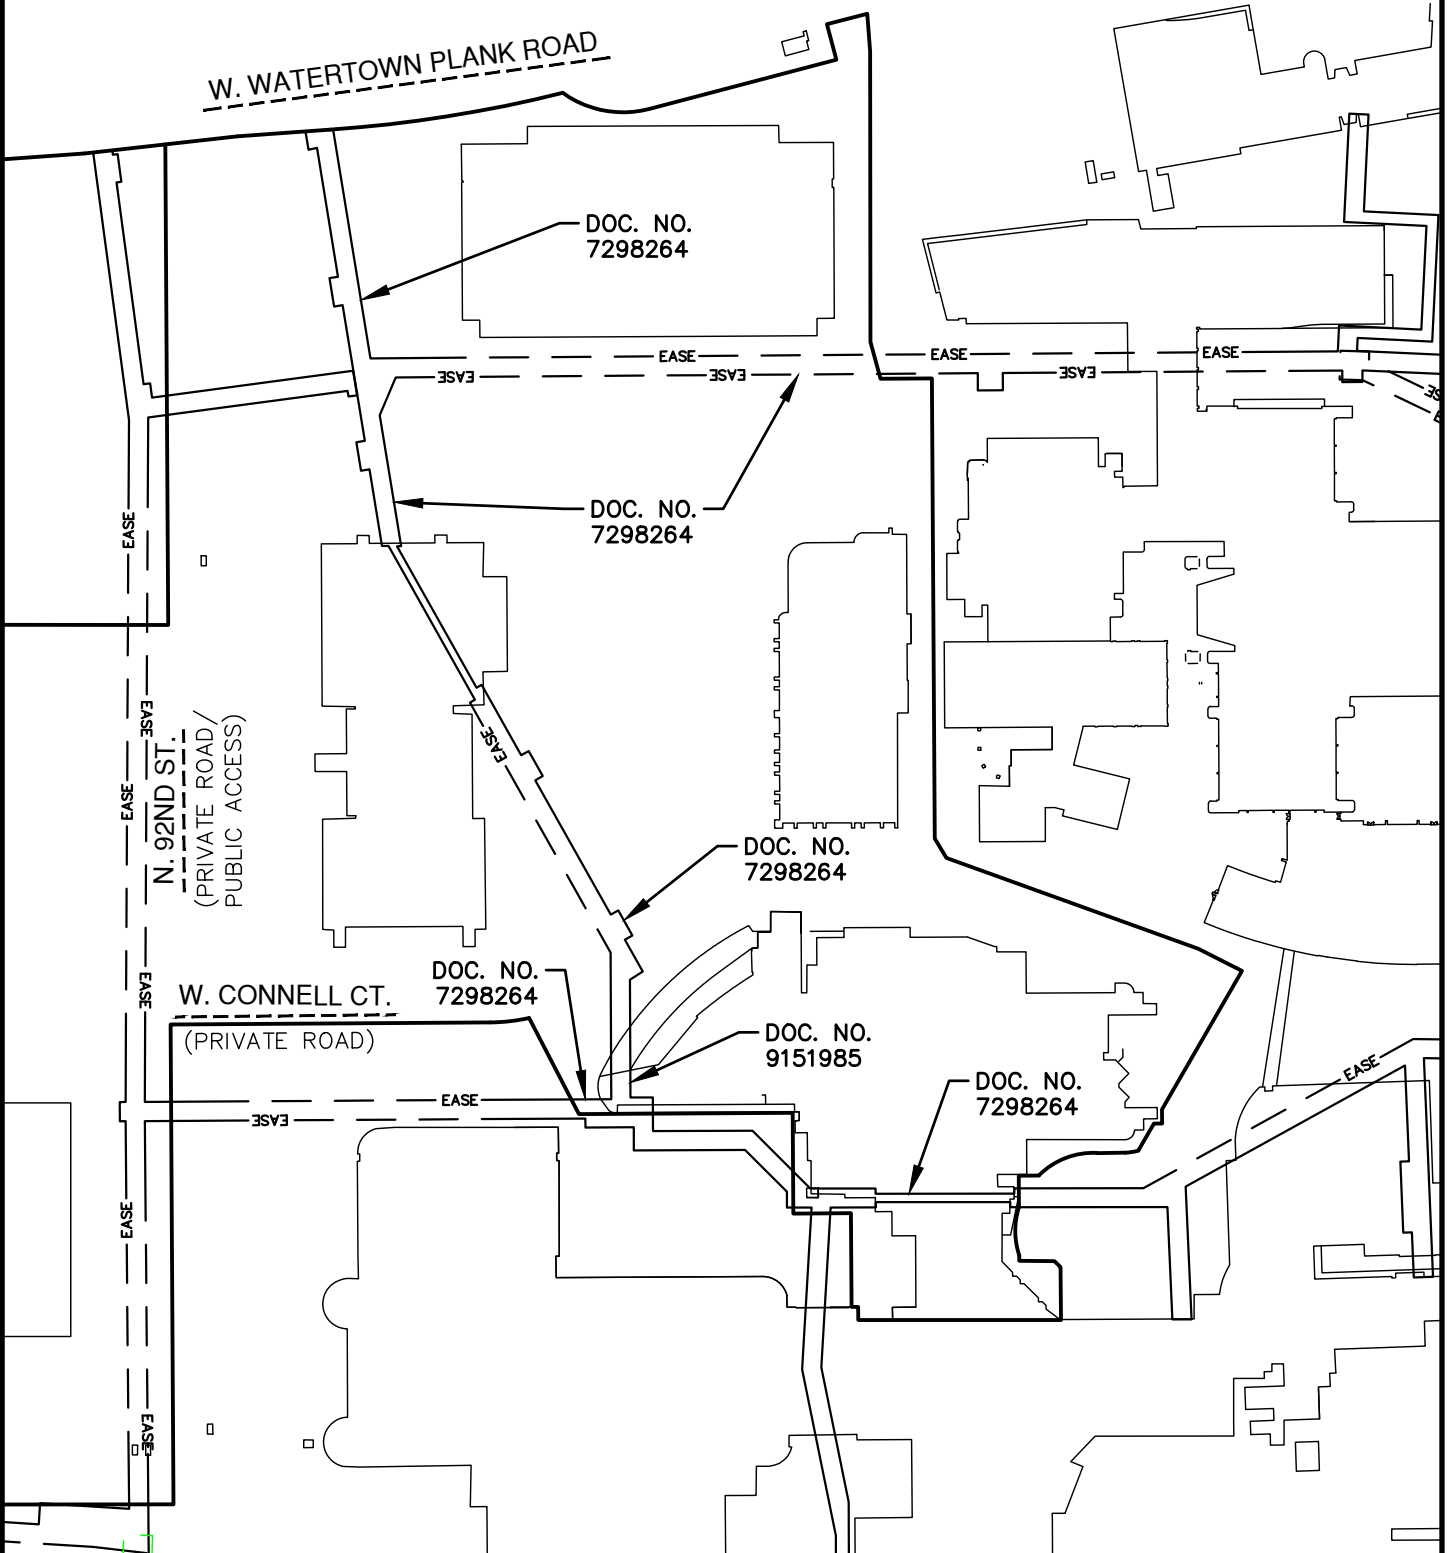 W. WATERTOWN PLANK ROAD
DOC. NO.
7298264
EASE
EASE
EASE
EASE
EASE
EASE
DOC. NO.
7298264
EASE
EASE
EASE
EASE
N. 92ND ST.
(PRIVATE ROAD/
PUBLIC ACCESS)
EASE
DOC. NO.
7298264
DOC. NO.
7298264
EASE
W. CONNELL CT.
(PRIVATE ROAD)
DOC. NO.
9151985
DOC. NO.
7298264
EASE
EASE
EASE
EASE
EASE